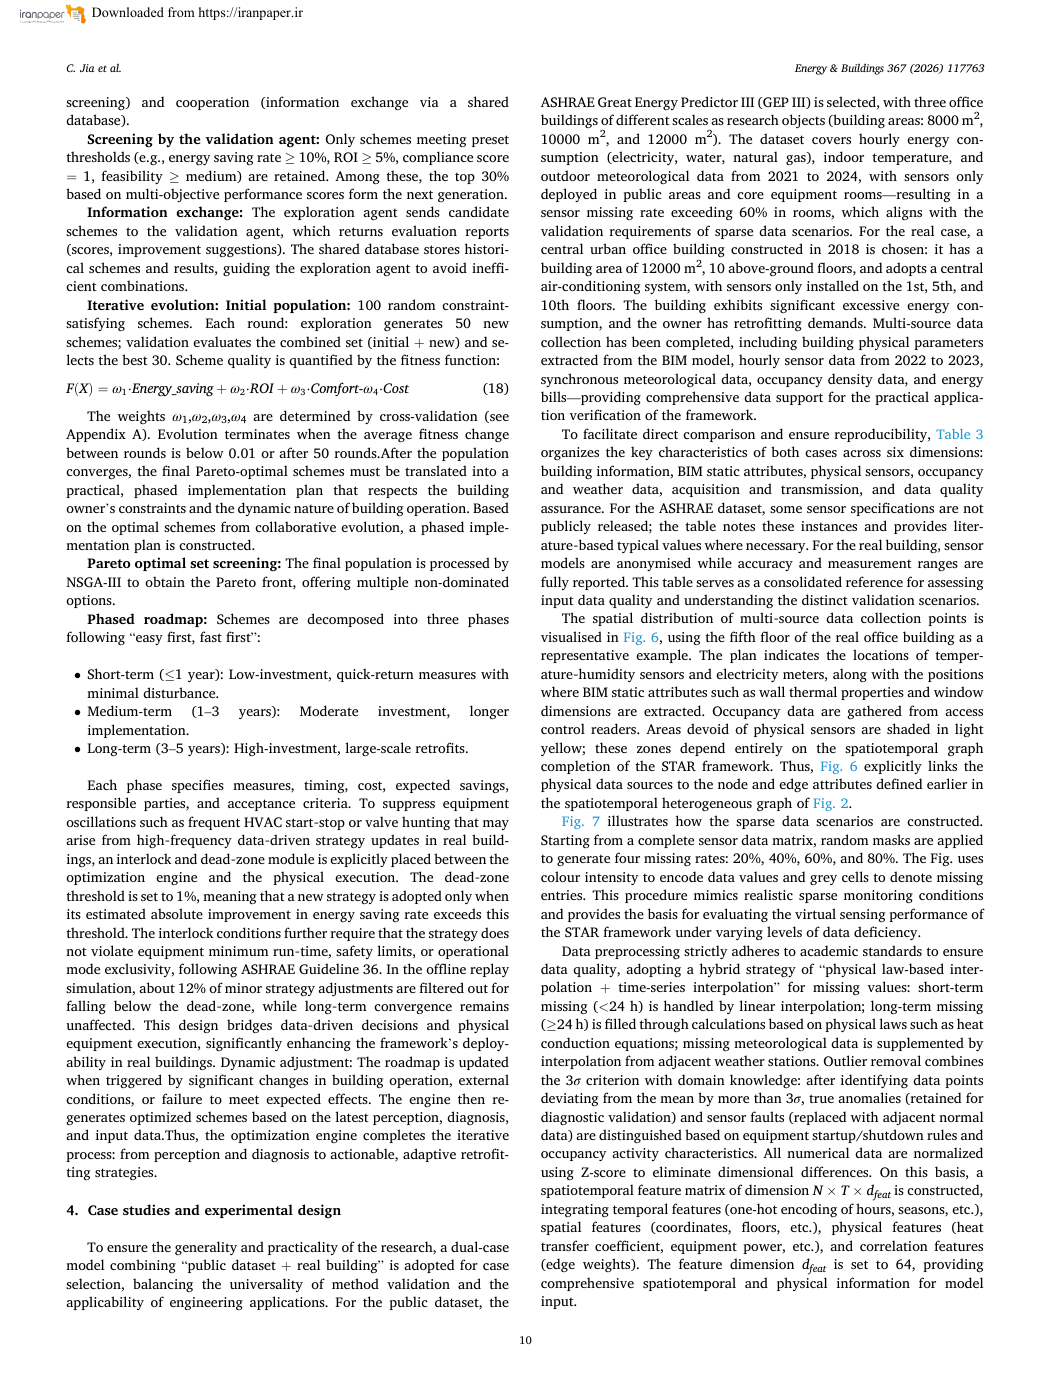 iranpaper
Downloaded from https://iranpaper.ir
C. Jia et al.
Energy & Buildings 367 (2026) 117763
screening) and cooperation (information exchange via a shared
database).
Screening by the validation agent: Only schemes meeting preset
thresholds (e.g., energy saving rate ≥ 10%, ROI ≥ 5%, compliance score
= 1, feasibility ≥ medium) are retained. Among these, the top 30%
based on multi-objective performance scores form the next generation.
Information exchange: The exploration agent sends candidate
schemes to the validation agent, which returns evaluation reports
(scores, improvement suggestions). The shared database stores histori-
cal schemes and results, guiding the exploration agent to avoid ineffi-
cient combinations.
Iterative evolution: Initial population: 100 random constraint-
satisfying schemes. Each round: exploration generates 50 new
schemes; validation evaluates the combined set (initial + new) and se-
lects the best 30. Scheme quality is quantified by the fitness function:
F(X) = ω1·Energy_saving + ω2·ROI + ω3·Comfort-ω4·Cost (18)
The weights ω1,ω2,ω3,ω4 are determined by cross-validation (see
Appendix A). Evolution terminates when the average fitness change
between rounds is below 0.01 or after 50 rounds.After the population
converges, the final Pareto-optimal schemes must be translated into a
practical, phased implementation plan that respects the building
owner's constraints and the dynamic nature of building operation. Based
on the optimal schemes from collaborative evolution, a phased imple-
mentation plan is constructed.
Pareto optimal set screening: The final population is processed by
NSGA-III to obtain the Pareto front, offering multiple non-dominated
options.
Phased roadmap: Schemes are decomposed into three phases
following "easy first, fast first":
• Short-term (≤1 year): Low-investment, quick-return measures with
minimal disturbance.
• Medium-term (1–3 years): Moderate investment, longer
implementation.
• Long-term (3–5 years): High-investment, large-scale retrofits.
Each phase specifies measures, timing, cost, expected savings,
responsible parties, and acceptance criteria. To suppress equipment
oscillations such as frequent HVAC start-stop or valve hunting that may
arise from high-frequency data-driven strategy updates in real build-
ings, an interlock and dead-zone module is explicitly placed between the
optimization engine and the physical execution. The dead-zone
threshold is set to 1%, meaning that a new strategy is adopted only when
its estimated absolute improvement in energy saving rate exceeds this
threshold. The interlock conditions further require that the strategy does
not violate equipment minimum run-time, safety limits, or operational
mode exclusivity, following ASHRAE Guideline 36. In the offline replay
simulation, about 12% of minor strategy adjustments are filtered out for
falling below the dead-zone, while long-term convergence remains
unaffected. This design bridges data-driven decisions and physical
equipment execution, significantly enhancing the framework's deploy-
ability in real buildings. Dynamic adjustment: The roadmap is updated
when triggered by significant changes in building operation, external
conditions, or failure to meet expected effects. The engine then re-
generates optimized schemes based on the latest perception, diagnosis,
and input data.Thus, the optimization engine completes the iterative
process: from perception and diagnosis to actionable, adaptive retrofit-
ting strategies.
4. Case studies and experimental design
To ensure the generality and practicality of the research, a dual-case
model combining "public dataset + real building" is adopted for case
selection, balancing the universality of method validation and the
applicability of engineering applications. For the public dataset, the
ASHRAE Great Energy Predictor III (GEP III) is selected, with three office
buildings of different scales as research objects (building areas: 8000 m²,
10000 m², and 12000 m²). The dataset covers hourly energy con-
sumption (electricity, water, natural gas), indoor temperature, and
outdoor meteorological data from 2021 to 2024, with sensors only
deployed in public areas and core equipment rooms—resulting in a
sensor missing rate exceeding 60% in rooms, which aligns with the
validation requirements of sparse data scenarios. For the real case, a
central urban office building constructed in 2018 is chosen: it has a
building area of 12000 m², 10 above-ground floors, and adopts a central
air-conditioning system, with sensors only installed on the 1st, 5th, and
10th floors. The building exhibits significant excessive energy con-
sumption, and the owner has retrofitting demands. Multi-source data
collection has been completed, including building physical parameters
extracted from the BIM model, hourly sensor data from 2022 to 2023,
synchronous meteorological data, occupancy density data, and energy
bills—providing comprehensive data support for the practical applica-
tion verification of the framework.
To facilitate direct comparison and ensure reproducibility, Table 3
organizes the key characteristics of both cases across six dimensions:
building information, BIM static attributes, physical sensors, occupancy
and weather data, acquisition and transmission, and data quality
assurance. For the ASHRAE dataset, some sensor specifications are not
publicly released; the table notes these instances and provides liter-
ature-based typical values where necessary. For the real building, sensor
models are anonymised while accuracy and measurement ranges are
fully reported. This table serves as a consolidated reference for assessing
input data quality and understanding the distinct validation scenarios.
The spatial distribution of multi-source data collection points is
visualised in Fig. 6, using the fifth floor of the real office building as a
representative example. The plan indicates the locations of temper-
ature-humidity sensors and electricity meters, along with the positions
where BIM static attributes such as wall thermal properties and window
dimensions are extracted. Occupancy data are gathered from access
control readers. Areas devoid of physical sensors are shaded in light
yellow; these zones depend entirely on the spatiotemporal graph
completion of the STAR framework. Thus, Fig. 6 explicitly links the
physical data sources to the node and edge attributes defined earlier in
the spatiotemporal heterogeneous graph of Fig. 2.
Fig. 7 illustrates how the sparse data scenarios are constructed.
Starting from a complete sensor data matrix, random masks are applied
to generate four missing rates: 20%, 40%, 60%, and 80%. The Fig. uses
colour intensity to encode data values and grey cells to denote missing
entries. This procedure mimics realistic sparse monitoring conditions
and provides the basis for evaluating the virtual sensing performance of
the STAR framework under varying levels of data deficiency.
Data preprocessing strictly adheres to academic standards to ensure
data quality, adopting a hybrid strategy of "physical law-based inter-
polation + time-series interpolation" for missing values: short-term
missing (<24 h) is handled by linear interpolation; long-term missing
(≥24 h) is filled through calculations based on physical laws such as heat
conduction equations; missing meteorological data is supplemented by
interpolation from adjacent weather stations. Outlier removal combines
the 3σ criterion with domain knowledge: after identifying data points
deviating from the mean by more than 3σ, true anomalies (retained for
diagnostic validation) and sensor faults (replaced with adjacent normal
data) are distinguished based on equipment startup/shutdown rules and
occupancy activity characteristics. All numerical data are normalized
using Z-score to eliminate dimensional differences. On this basis, a
spatiotemporal feature matrix of dimension N × T × dfeat is constructed,
integrating temporal features (one-hot encoding of hours, seasons, etc.),
spatial features (coordinates, floors, etc.), physical features (heat
transfer coefficient, equipment power, etc.), and correlation features
(edge weights). The feature dimension dfeat is set to 64, providing
comprehensive spatiotemporal and physical information for model
input.
10